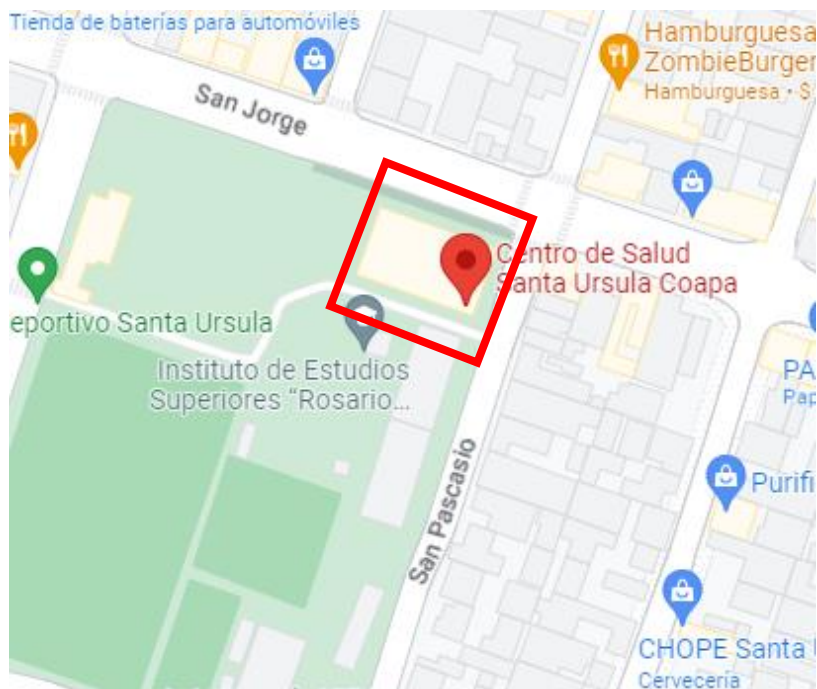 Tienda de baterías para automóviles
Hamburguesa
ZombieBurger
Hamburguesa · $
San Jorge
Centro de Salud
Santa Ursula Coapa
eportivo Santa Ursula
Instituto de Estudios
Superiores "Rosario...
PA
Pap
San Pascasio
Purifi
CHOPE Santa
Cervecería